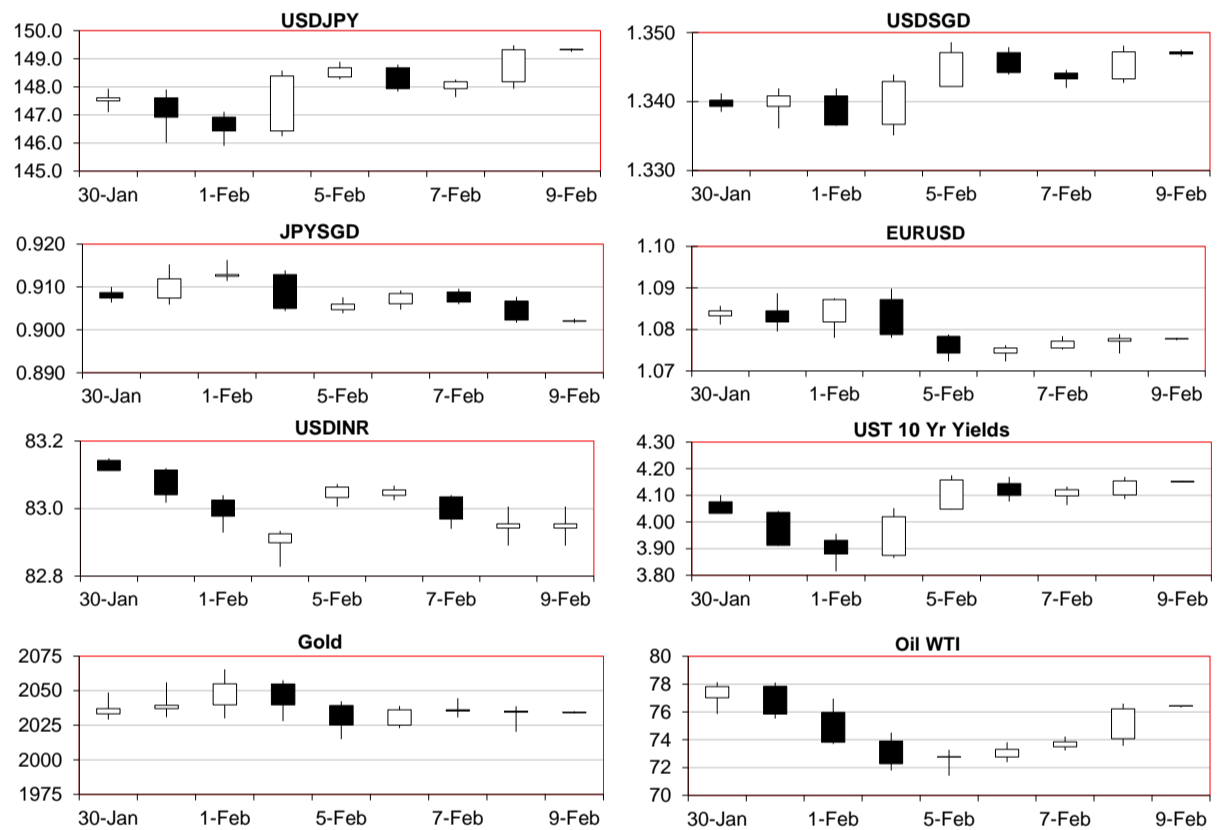 USDJPY
150.0
149.0
148.0
147.0
146.0
145.0
30-Jan 1-Feb 5-Feb 7-Feb 9-Feb
USDSGD
1.350
1.340
1.330
30-Jan 1-Feb 5-Feb 7-Feb 9-Feb
JPYSGD
0.920
0.910
0.900
0.890
30-Jan 1-Feb 5-Feb 7-Feb 9-Feb
EURUSD
1.10
1.09
1.08
1.07
30-Jan 1-Feb 5-Feb 7-Feb 9-Feb
USDINR
83.2
83.0
82.8
30-Jan 1-Feb 5-Feb 7-Feb 9-Feb
UST 10 Yr Yields
4.30
4.20
4.10
4.00
3.90
3.80
30-Jan 1-Feb 5-Feb 7-Feb 9-Feb
Gold
2075
2050
2025
2000
1975
30-Jan 1-Feb 5-Feb 7-Feb 9-Feb
Oil WTI
80
78
76
74
72
70
30-Jan 1-Feb 5-Feb 7-Feb 9-Feb